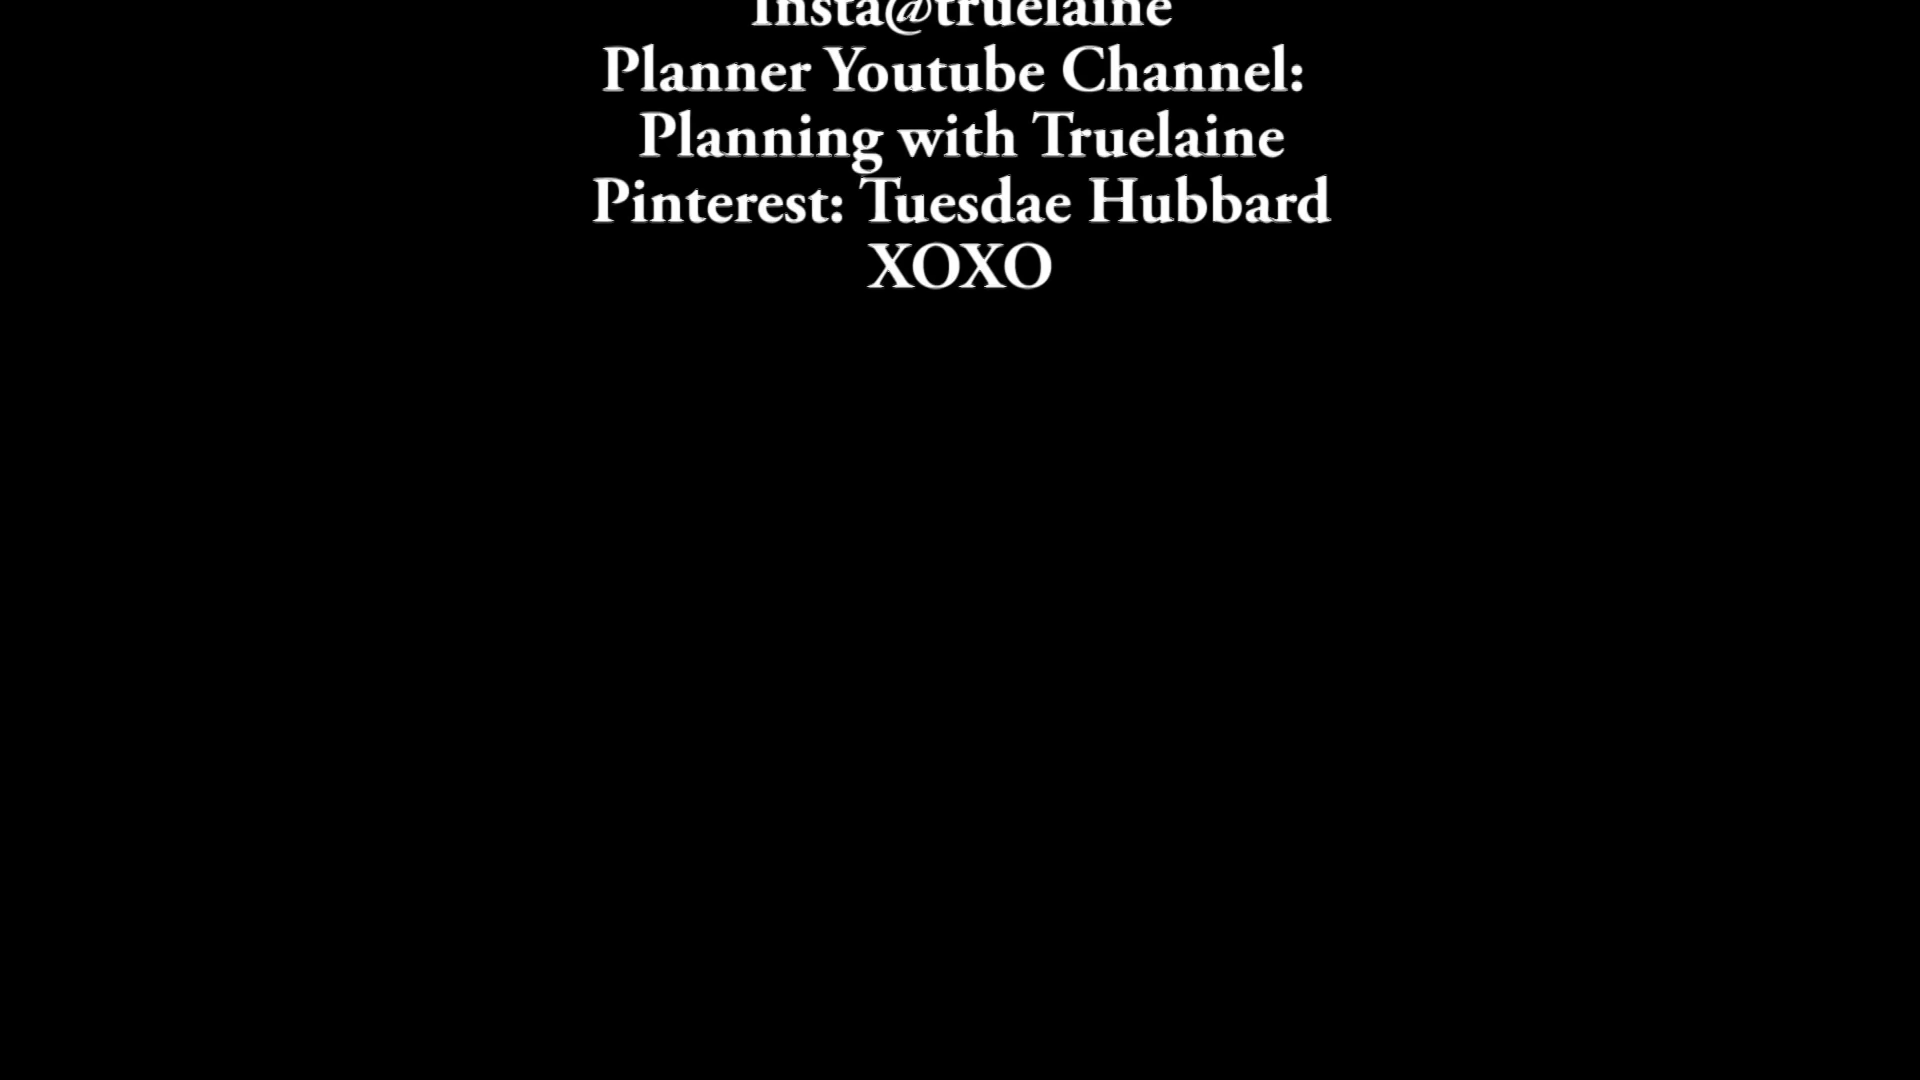 Insta@truelaine
Planner Youtube Channel:
Planning with Truelaine
Pinterest: Tuesdae Hubbard
XOXO